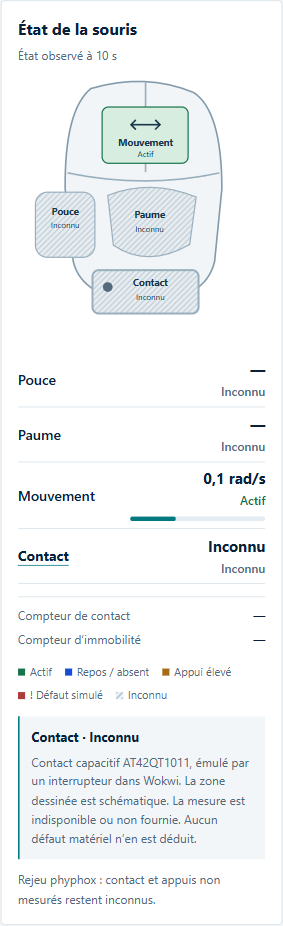 État de la souris
État observé à 10 s
Mouvement
Actif
Pouce
Inconnu
Paume
Inconnu
Contact
Inconnu
Pouce
—
Inconnu
Paume
—
Inconnu
Mouvement
0,1 rad/s
Actif
Contact
Inconnu
Inconnu
Compteur de contact —
Compteur d’immobilité —
Actif Repos / absent Appui élevé
! Défaut simulé Inconnu
Contact · Inconnu
Contact capacitif AT42QT1011, émulé par
un interrupteur dans Wokwi. La zone
dessinée est schématique. La mesure est
indisponible ou non fournie. Aucun
défaut matériel n’en est déduit.
Rejeu phyphox : contact et appuis non
mesurés restent inconnus.